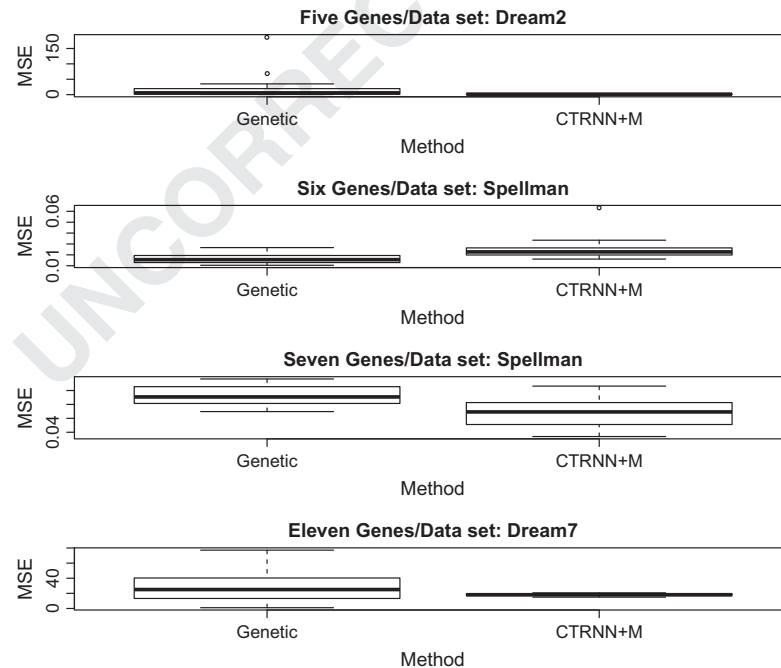 Five Genes/Data set: Dream2
MSE
150
0
Genetic
CTRNN+M
Method
Six Genes/Data set: Spellman
MSE
0.06
0.01
Genetic
CTRNN+M
Method
Seven Genes/Data set: Spellman
MSE
0.04
Genetic
CTRNN+M
Method
Eleven Genes/Data set: Dream7
MSE
40
0
Genetic
CTRNN+M
Method
UNCORREC